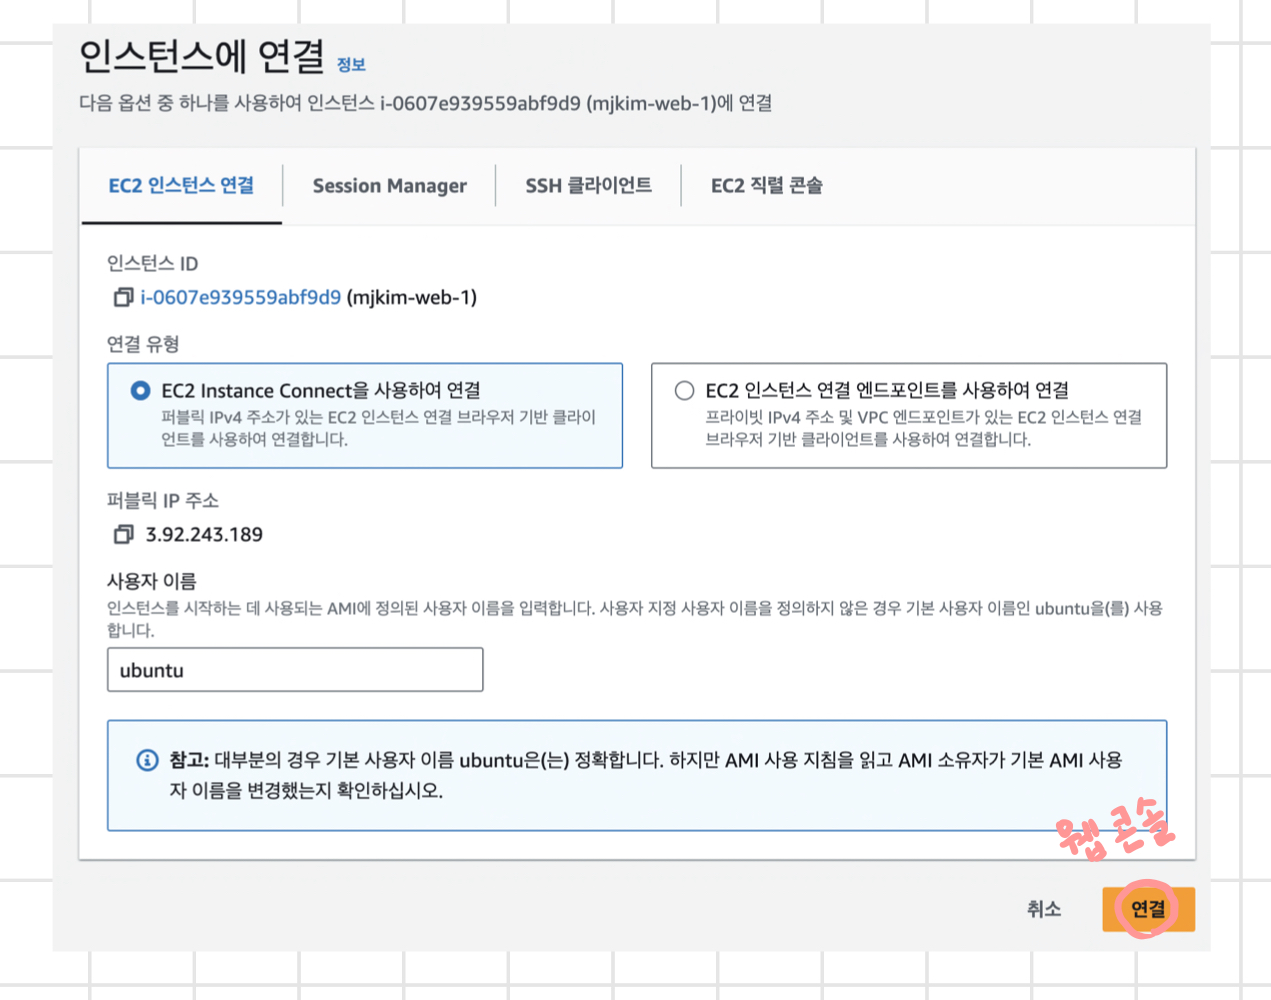 인스턴스에 연결 정보
다음 옵션 중 하나를 사용하여 인스턴스 i-0607e939559abf9d9 (mjkim-web-1)에 연결
EC2 인스턴스 연결
Session Manager
SSH 클라이언트
EC2 직렬 콘솔
인스턴스 ID
i-0607e939559abf9d9 (mjkim-web-1)
연결 유형
EC2 Instance Connect을 사용하여 연결
퍼블릭 IPv4 주소가 있는 EC2 인스턴스 연결 브라우저 기반 클라이
언트를 사용하여 연결합니다.
EC2 인스턴스 연결 엔드포인트를 사용하여 연결
프라이빗 IPv4 주소 및 VPC 엔드포인트가 있는 EC2 인스턴스 연결
브라우저 기반 클라이언트를 사용하여 연결합니다.
퍼블릭 IP 주소
3.92.243.189
사용자 이름
인스턴스를 시작하는 데 사용되는 AMI에 정의된 사용자 이름을 입력합니다. 사용자 지정 사용자 이름을 정의하지 않은 경우 기본 사용자 이름인 ubuntu을(를) 사용
합니다.
ubuntu
참고: 대부분의 경우 기본 사용자 이름 ubuntu은(는) 정확합니다. 하지만 AMI 사용 지침을 읽고 AMI 소유자가 기본 AMI 사용
자 이름을 변경했는지 확인하십시오.
웹 콘솔
취소
연결